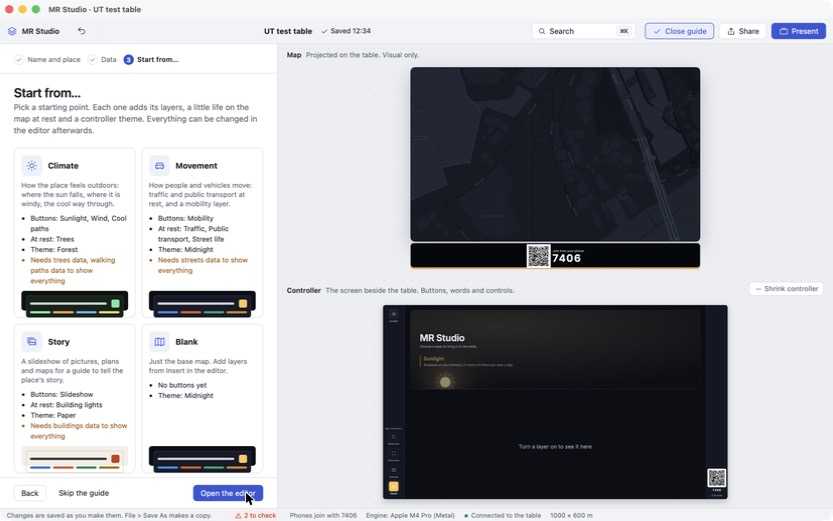 MR Studio - UT test table
MR Studio
UT test table
Saved 12:34
Search
⌘K
Close guide
Share
Present
Name and place
Data
3 Start from...
Start from...
Pick a starting point. Each one adds its layers, a little life on the
map at rest and a controller theme. Everything can be changed in
the editor afterwards.
Climate
How the place feels outdoors:
where the sun falls, where it is
windy, the cool way through.
• Buttons: Sunlight, Wind, Cool
paths
• At rest: Trees
• Theme: Forest
• Needs trees data, walking
paths data to show
everything
Movement
How people and vehicles move:
traffic and public transport at
rest, and a mobility layer.
• Buttons: Mobility
• At rest: Traffic, Public
transport, Street life
• Theme: Midnight
• Needs streets data to show
everything
Story
A slideshow of pictures, plans
and maps for a guide to tell the
place's story.
• Buttons: Slideshow
• At rest: Building lights
• Theme: Paper
• Needs buildings data to show
everything
Blank
Just the base map. Add layers
from Insert in the editor.
• No buttons yet
• Theme: Midnight
Back
Skip the guide
Open the editor
Map
Projected on the table. Visual only.
Join from your phone
7406
Controller
The screen beside the table. Buttons, words and controls.
— Shrink controller
MR Studio
Sunlight
Turn a layer on to see it here
7406
Changes are saved as you make them. File > Save As makes a copy.
2 to check
Phones join with 7406
Engine: Apple M4 Pro (Metal)
Connected to the table
1000 × 600 m